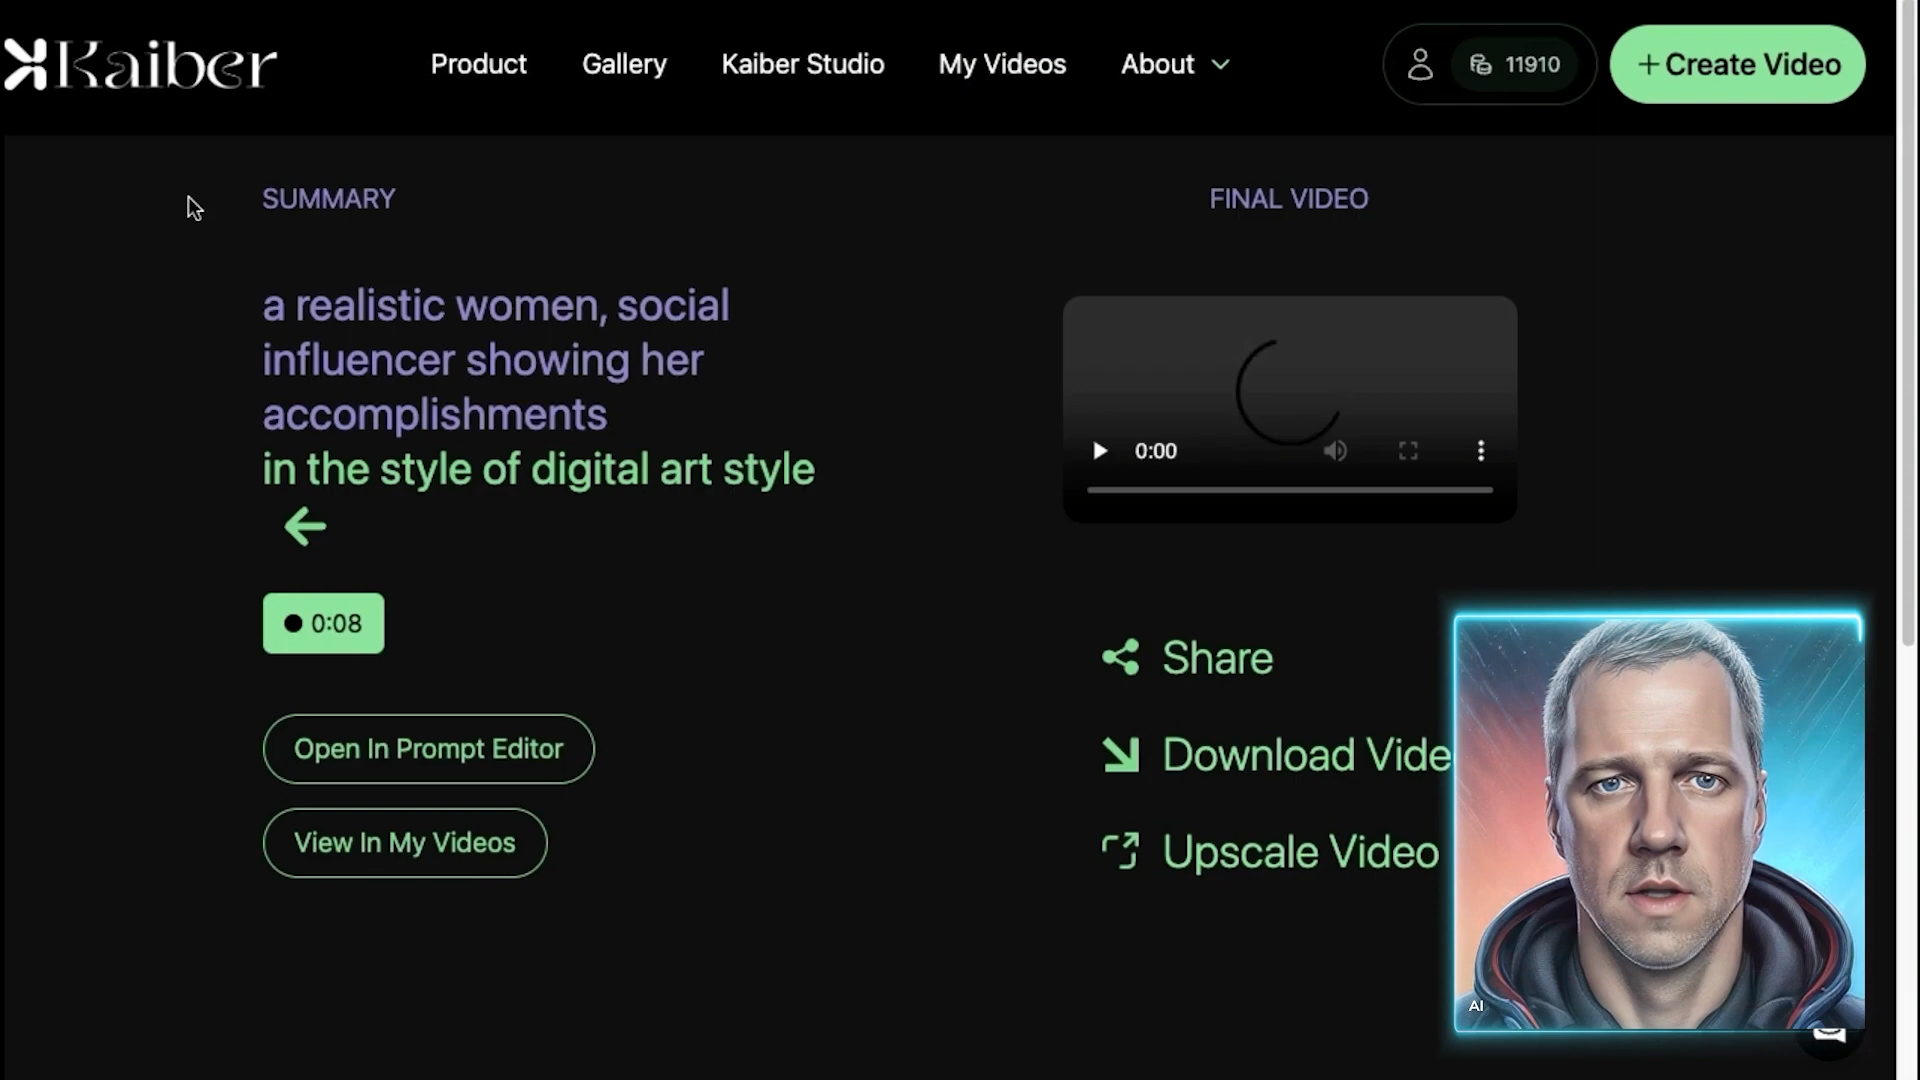 Kaiber
Product
Gallery
Kaiber Studio
My Videos
About
11910
+ Create Video
SUMMARY
FINAL VIDEO
a realistic women, social
influencer showing her
accomplishments
in the style of digital art style
0:08
Open In Prompt Editor
View In My Videos
0:00
Share
Download Vide
Upscale Video
AI